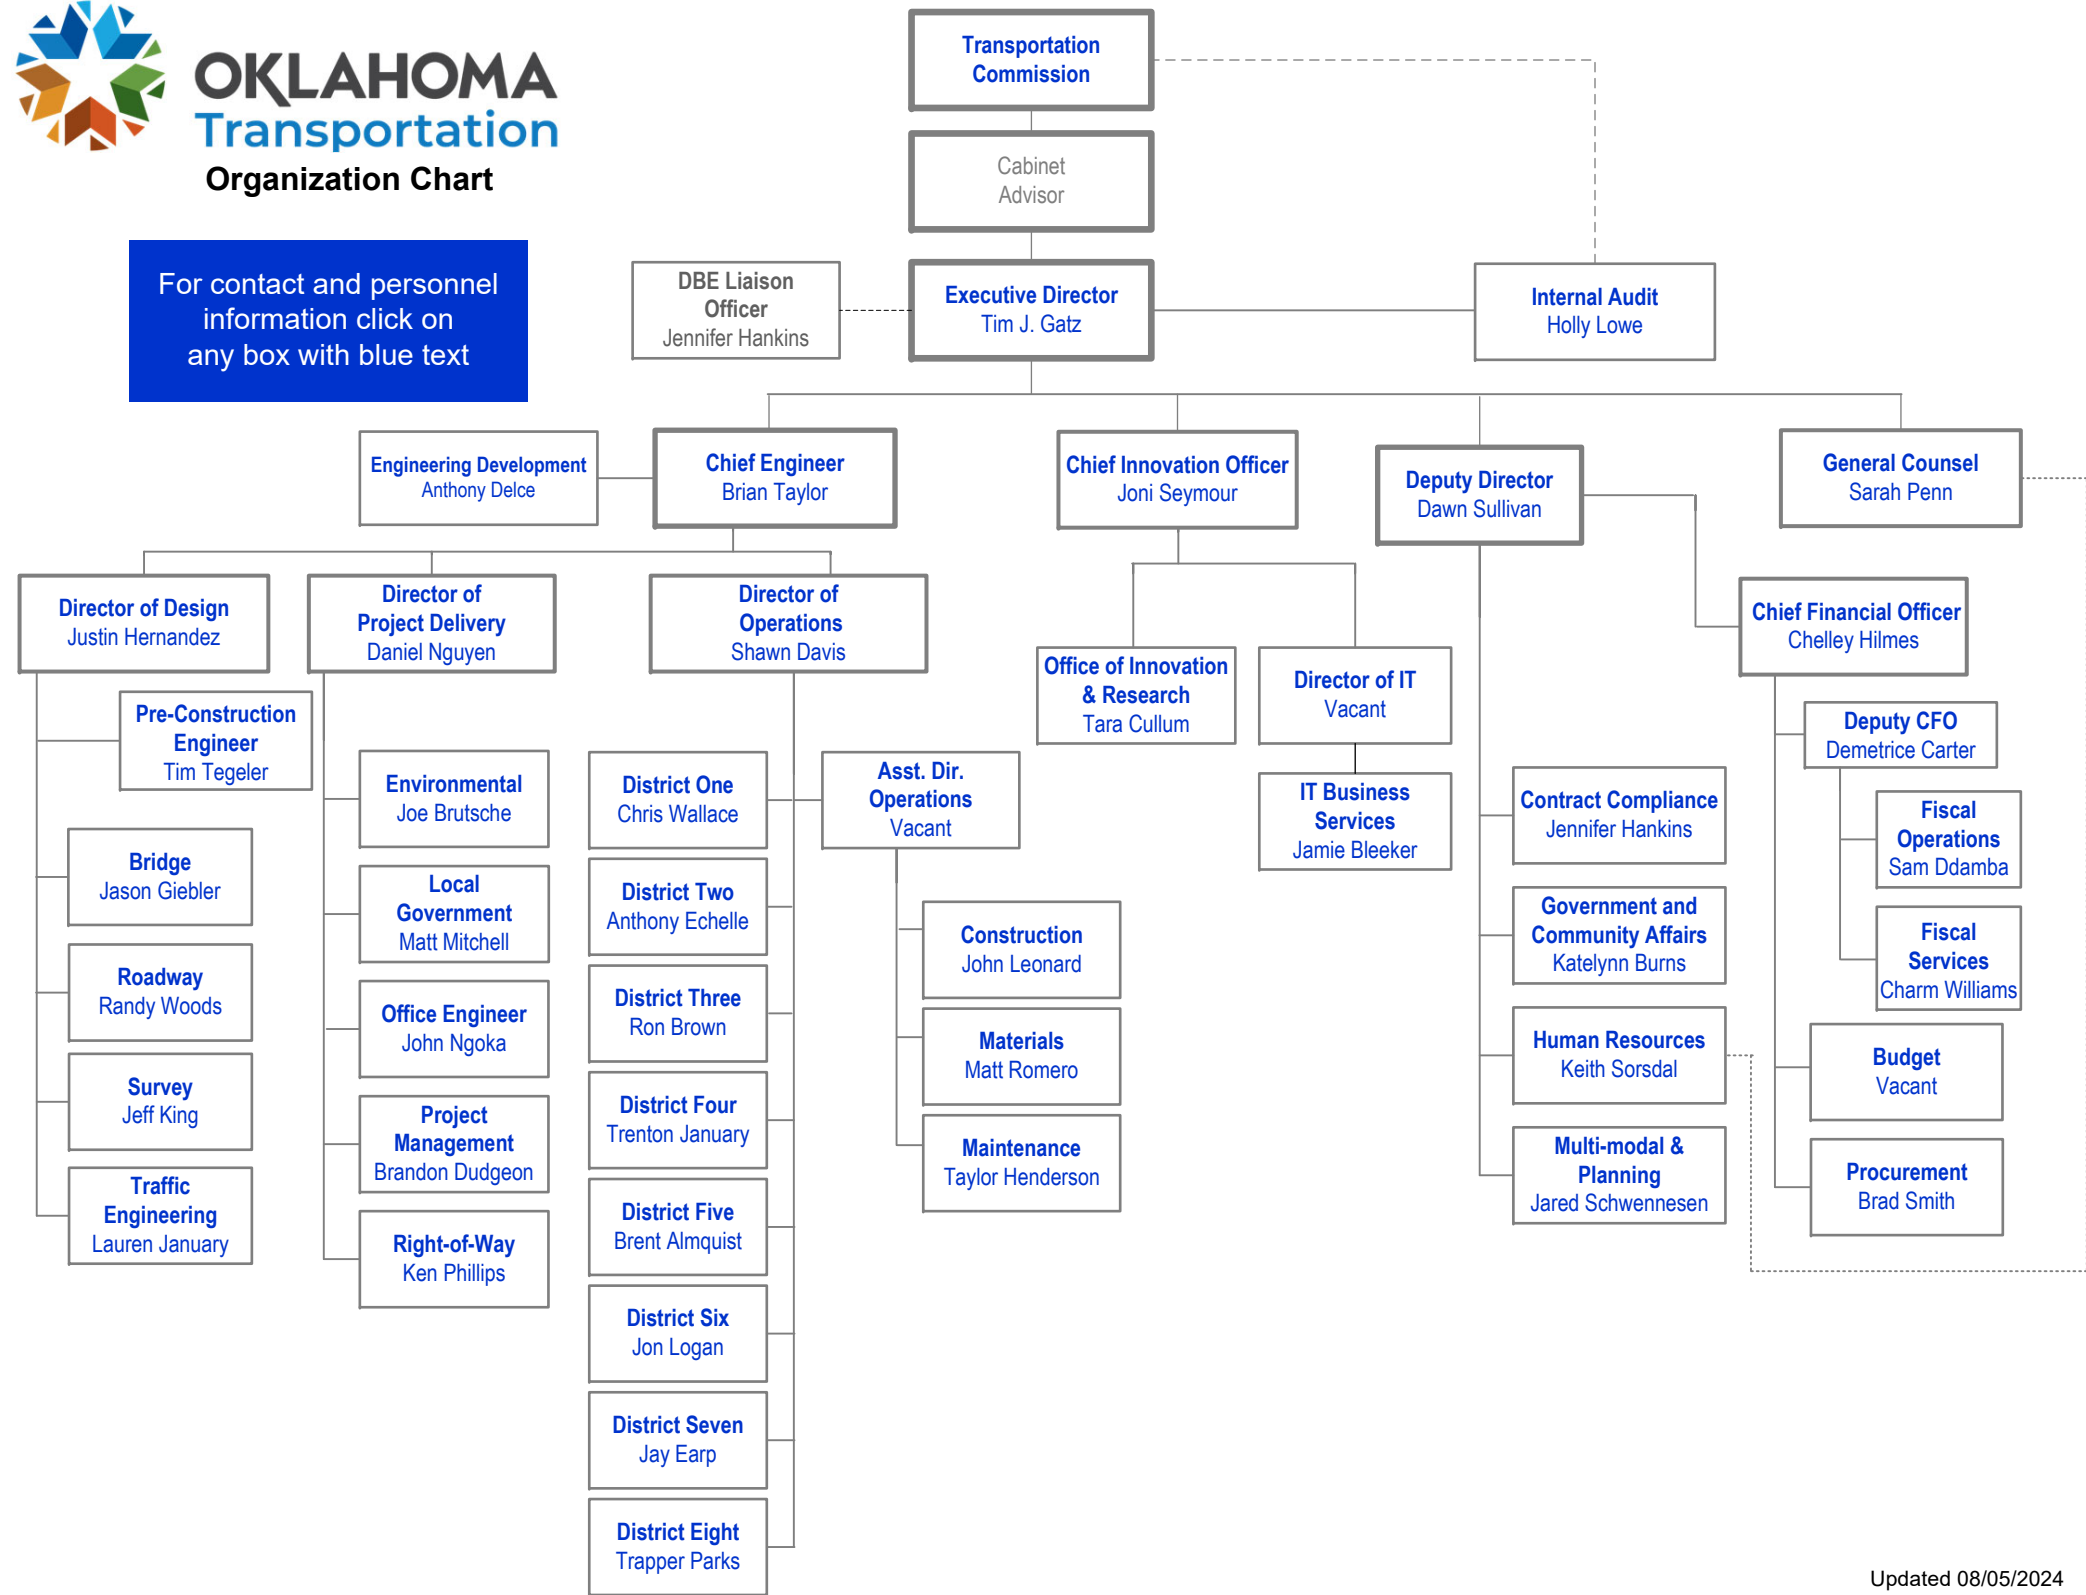 OKLAHOMA
Transportation
Organization Chart
For contact and personnel
information click on
any box with blue text
Transportation
Commission
Cabinet
Advisor
DBE Liaison
Officer
Jennifer Hankins
Executive Director
Tim J. Gatz
Internal Audit
Holly Lowe
Engineering Development
Anthony Delce
Chief Engineer
Brian Taylor
Chief Innovation Officer
Joni Seymour
Deputy Director
Dawn Sullivan
General Counsel
Sarah Penn
Director of Design
Justin Hernandez
Director of
Project Delivery
Daniel Nguyen
Director of
Operations
Shawn Davis
Chief Financial Officer
Chelley Hilmes
Office of Innovation
& Research
Tara Cullum
Director of IT
Vacant
IT Business
Services
Jamie Bleeker
Pre-Construction
Engineer
Tim Tegeler
Bridge
Jason Giebler
Roadway
Randy Woods
Survey
Jeff King
Traffic
Engineering
Lauren January
Environmental
Joe Brutsche
Local
Government
Matt Mitchell
Office Engineer
John Ngoka
Project
Management
Brandon Dudgeon
Right-of-Way
Ken Phillips
District One
Chris Wallace
District Two
Anthony Echelle
District Three
Ron Brown
District Four
Trenton January
District Five
Brent Almquist
District Six
Jon Logan
District Seven
Jay Earp
District Eight
Trapper Parks
Asst. Dir.
Operations
Vacant
Construction
John Leonard
Materials
Matt Romero
Maintenance
Taylor Henderson
Contract Compliance
Jennifer Hankins
Government and
Community Affairs
Katelynn Burns
Human Resources
Keith Sorsdal
Multi-modal &
Planning
Jared Schwennesen
Deputy CFO
Demetrice Carter
Fiscal
Operations
Sam Ddamba
Fiscal
Services
Charm Williams
Budget
Vacant
Procurement
Brad Smith
Updated 08/05/2024